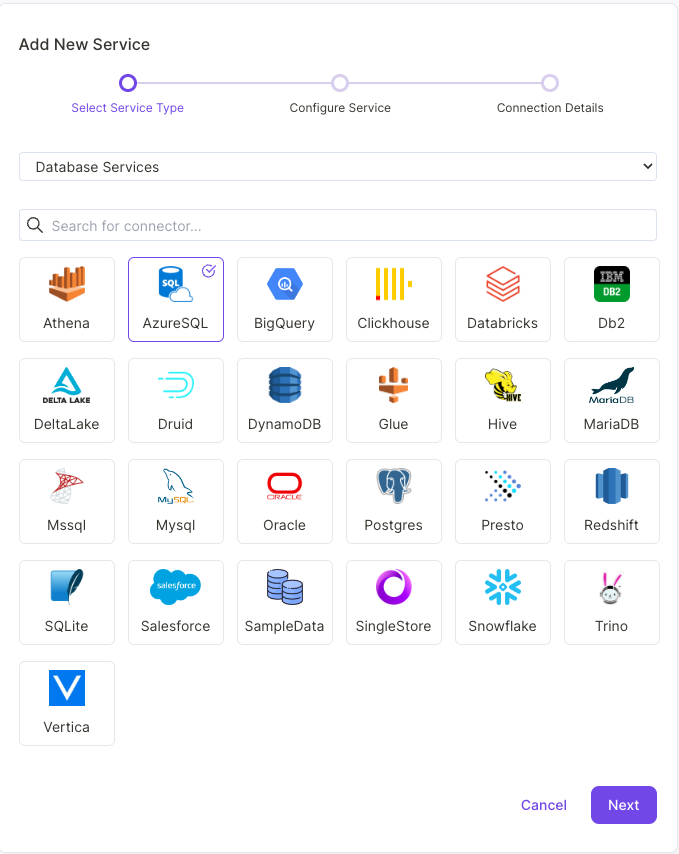 Add New Service
Select Service Type Configure Service Connection Details
Database Services
Search for connector...
SQL IBM DB2
Athena AzureSQL BigQuery Clickhouse Databricks Db2
DELTA LAKE HIVE MariaDB
DeltaLake Druid DynamoDB Glue Hive MariaDB
MySQL ORACLE
Mssql Mysql Oracle Postgres Presto Redshift
salesforce
SQLite Salesforce SampleData SingleStore Snowflake Trino
Vertica
Cancel Next